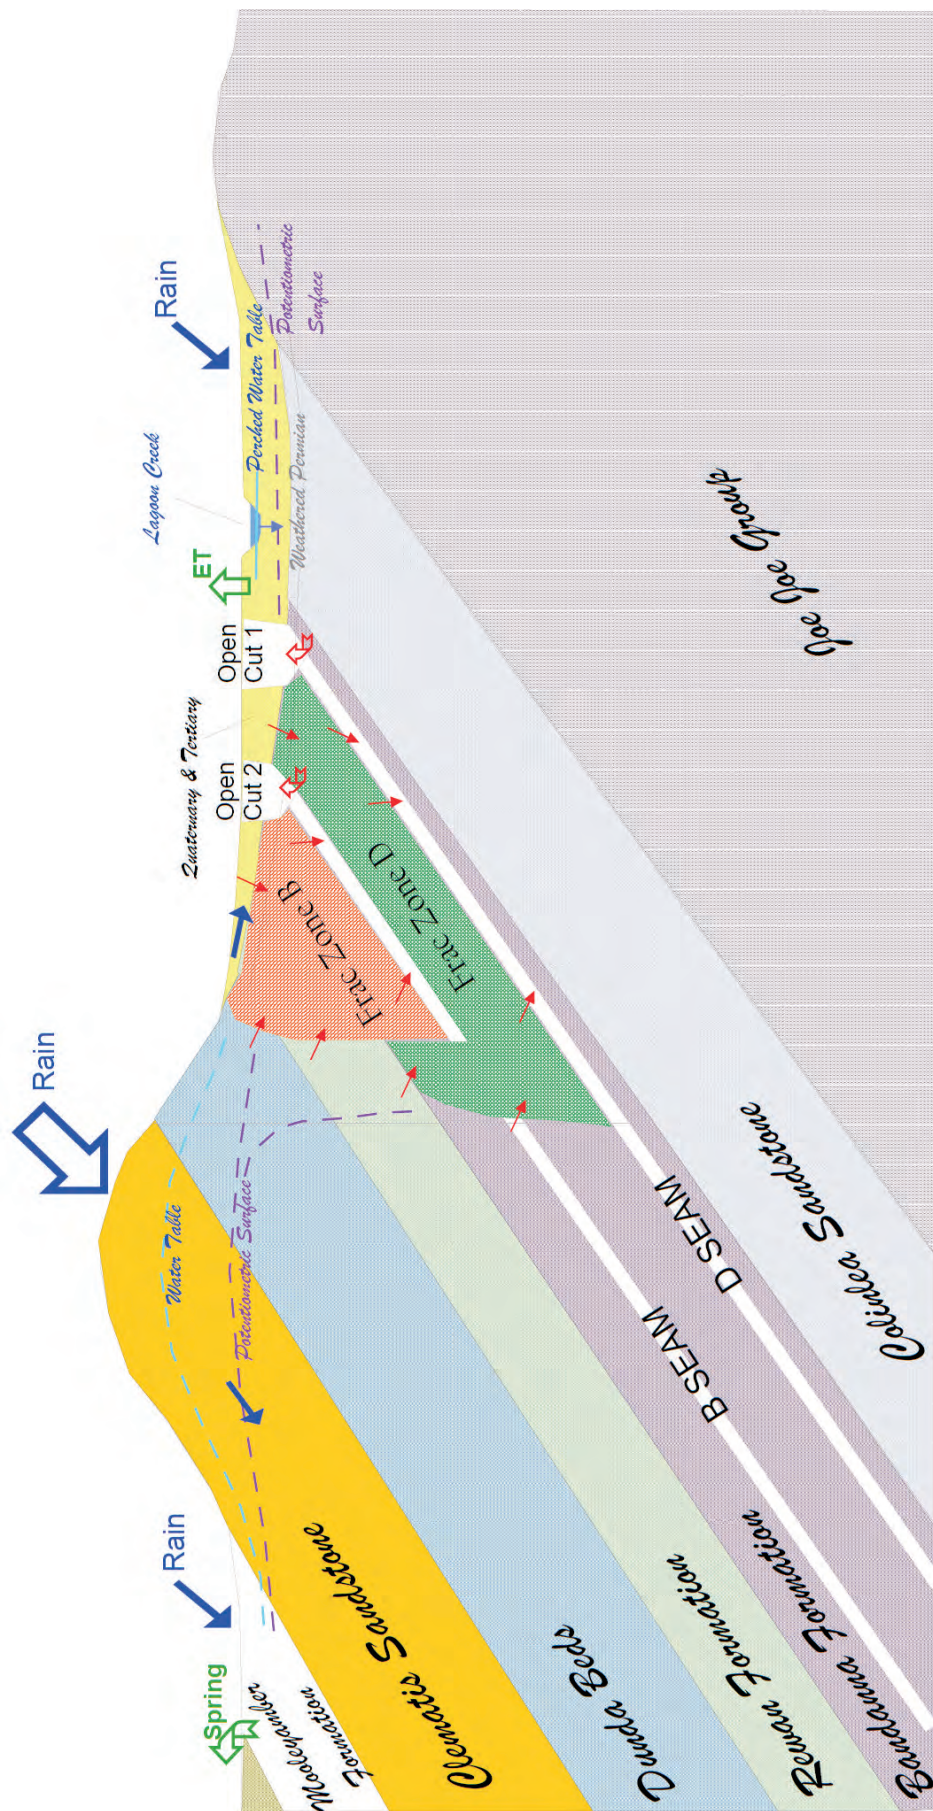 Rain
Rain
Rain
Spring
ET
Lagoon Creek
Quaternary & Tertiary
Open
Cut 2
Open
Cut 1
Perched Water Table
Potentiometric
Surface
Weathered Permian
Water Table
Potentiometric Surface
Frac Zone B
Frac Zone D
Moolayamber
Formation
Clematis Sandstone
Dunda Beds
Rewan Formation
Bandanna Formation
B SEAM
D SEAM
Colinlea Sandstone
Joe Joe Group